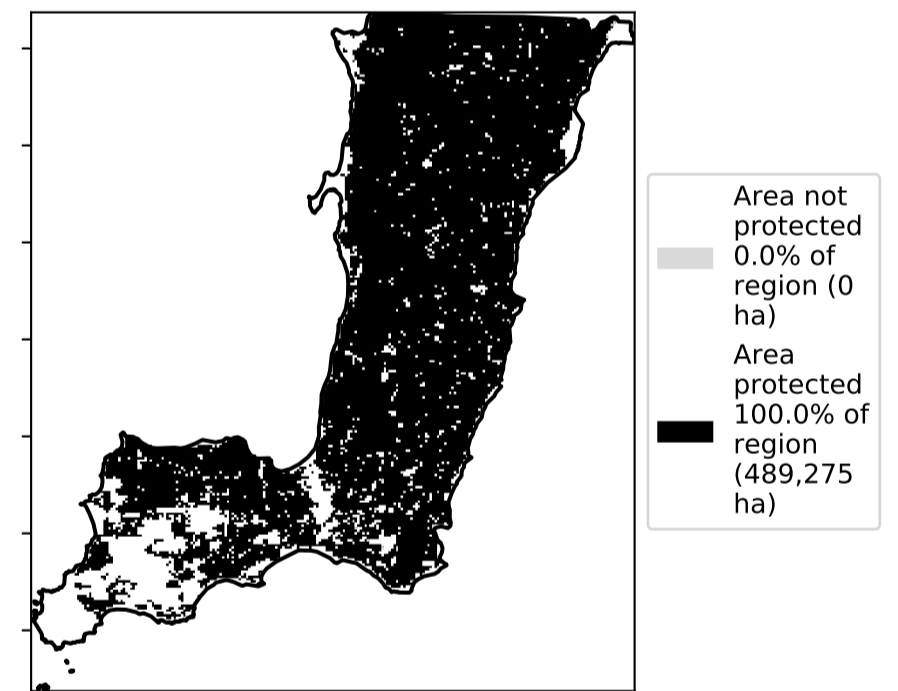 Area not
protected
0.0% of
region (0
ha)
Area
protected
100.0% of
region
(489,275
ha)